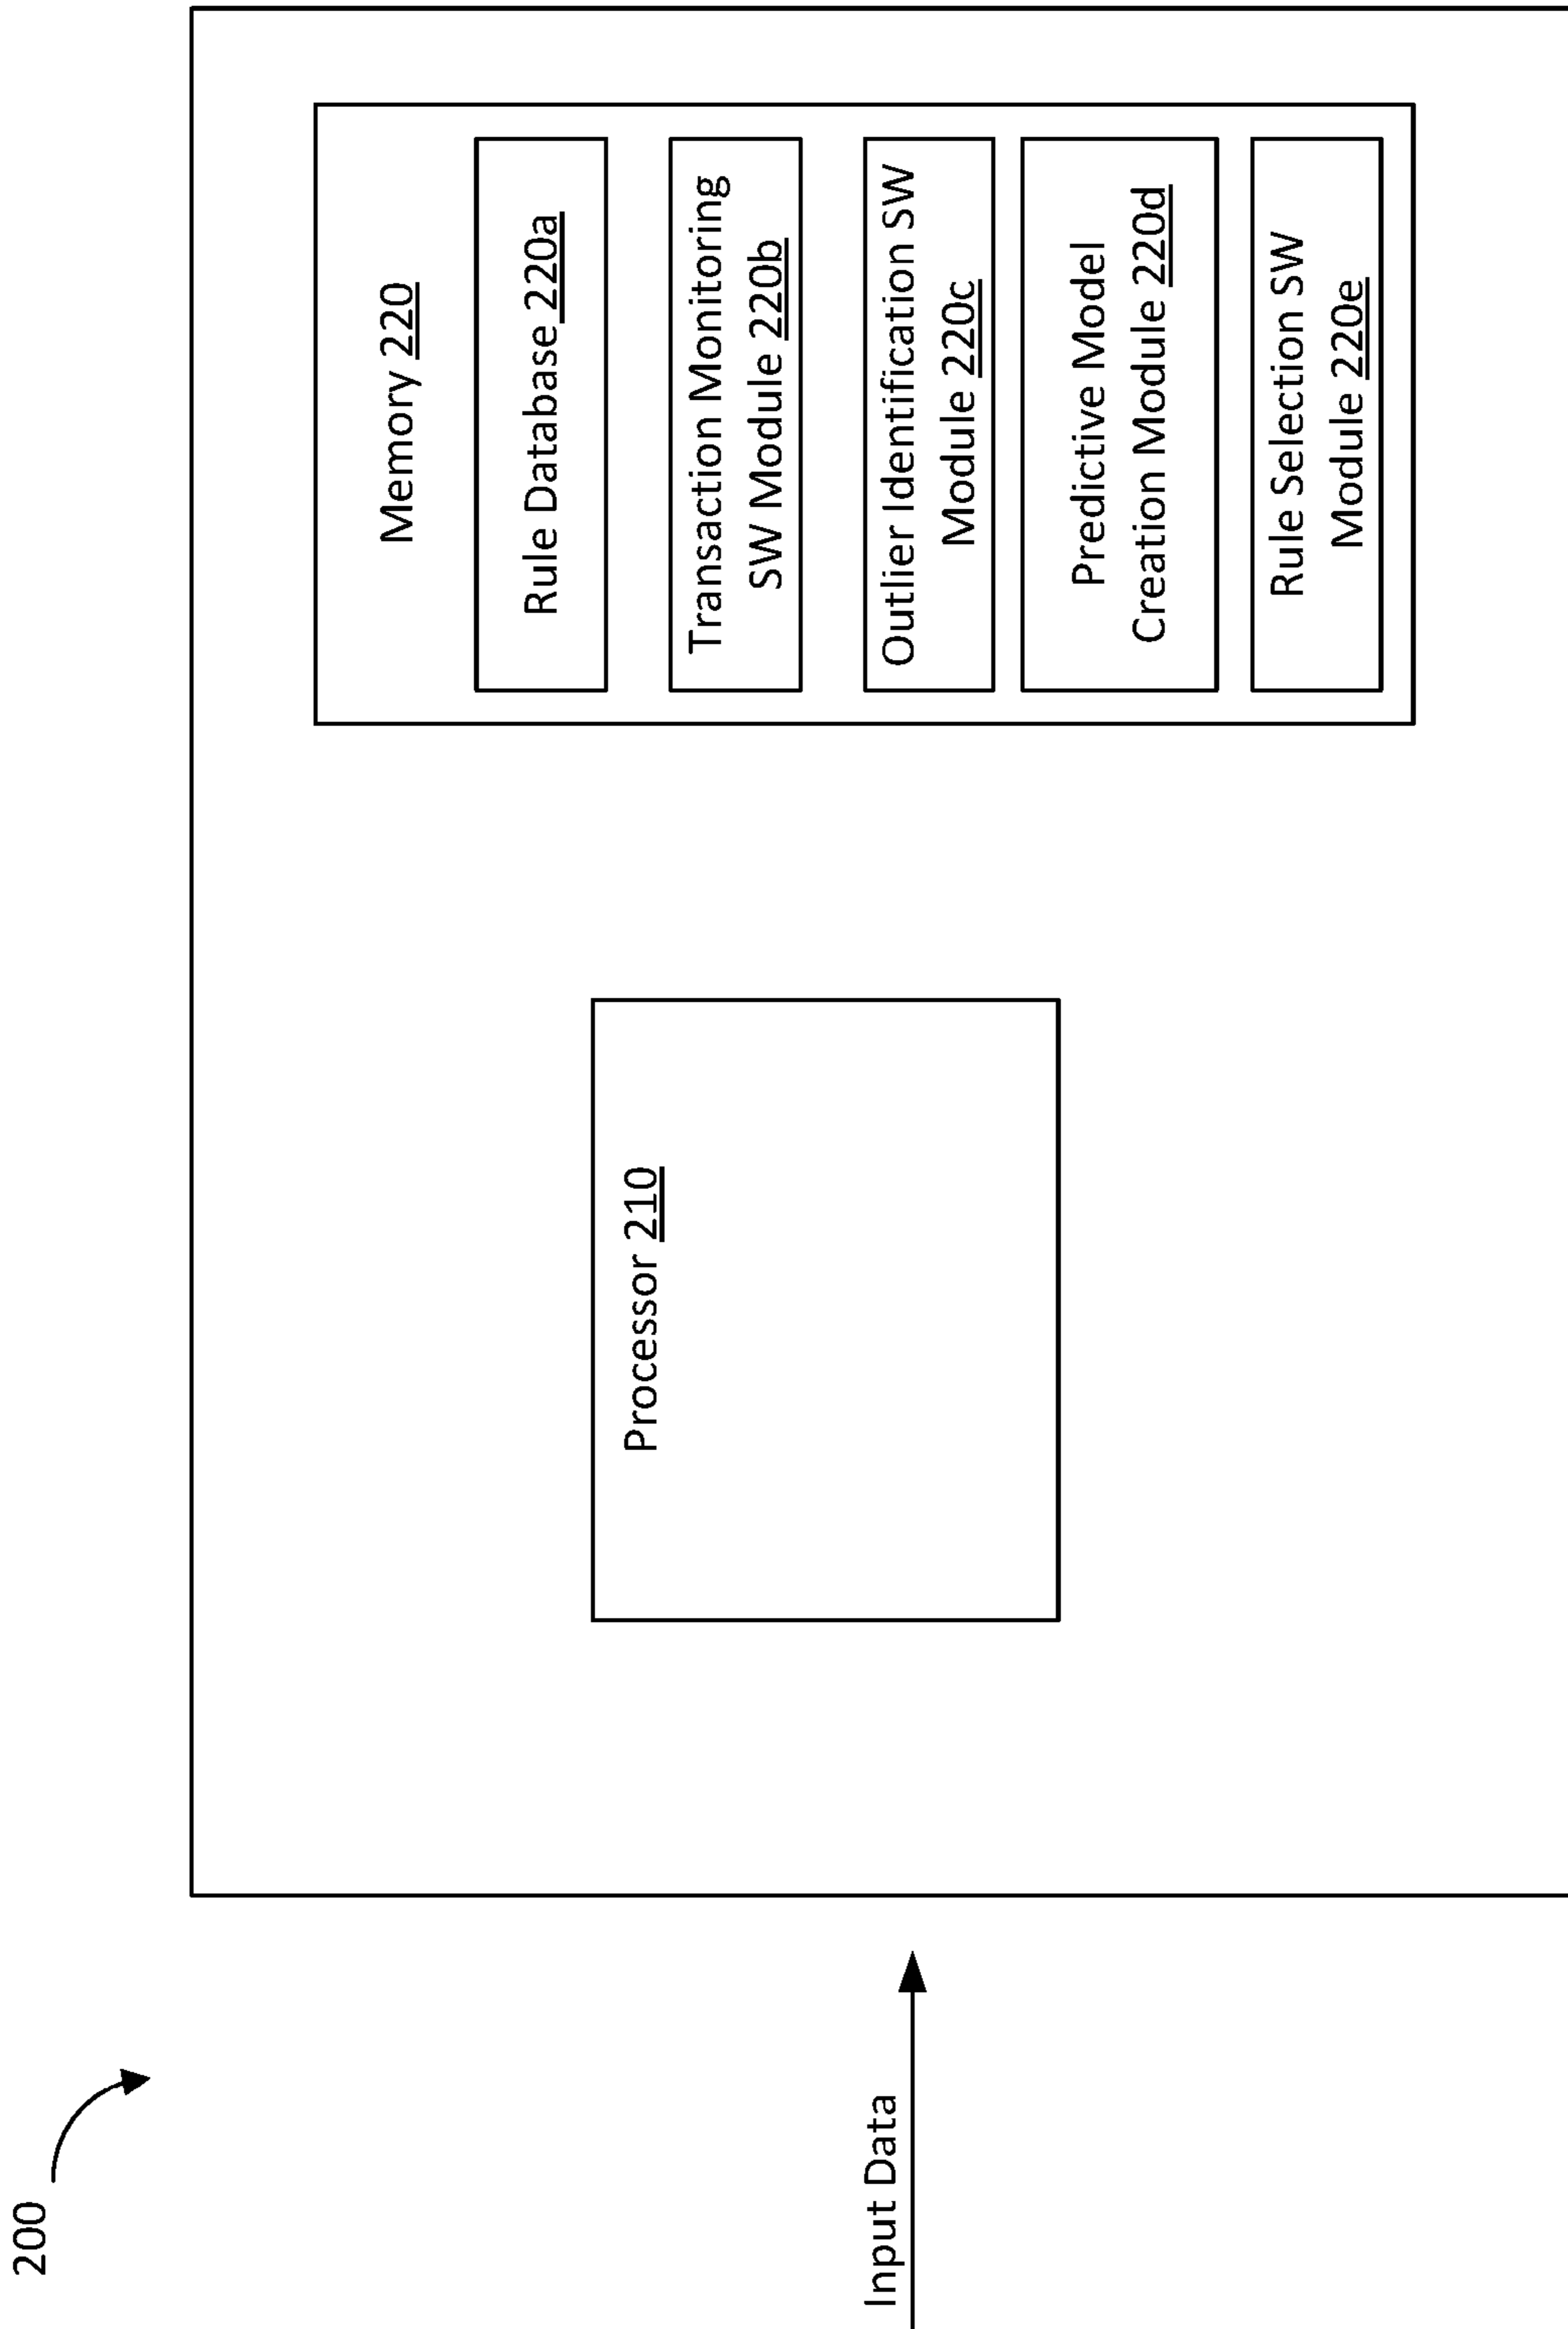 200
Input Data
Processor 210
Memory 220
Rule Database 220a
Transaction Monitoring
SW Module 220b
Outlier Identification SW
Module 220c
Predictive Model
Creation Module 220d
Rule Selection SW
Module 220e